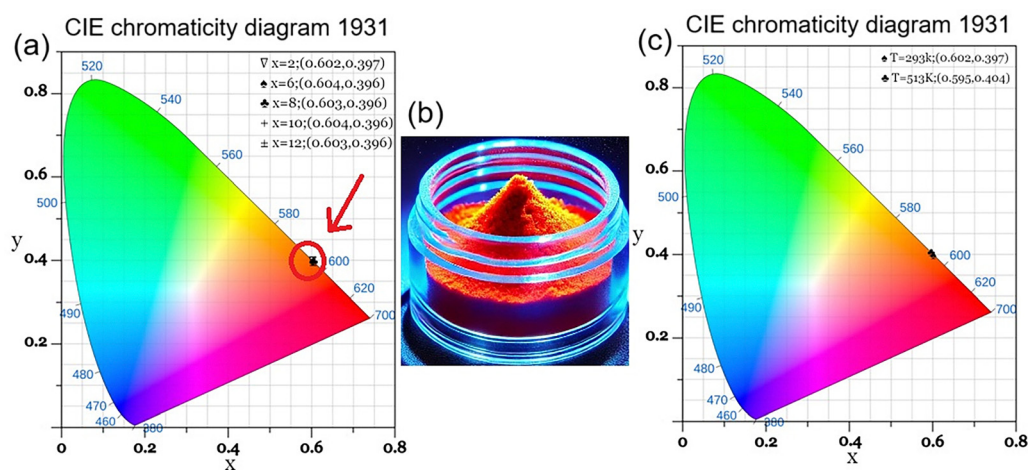 CIE chromaticity diagram 1931
(a)
∇ x=2;(0.602,0.397)
♠ x=6;(0.604,0.396)
♣ x=8;(0.603,0.396)
+ x=10;(0.604,0.396)
± x=12;(0.603,0.396)
520
540
560
580
600
620
700
500
490
480
470
460
380
0.8
0.6
0.4
0.2
y
0
0.2
0.4
0.6
0.8
x
(b)
CIE chromaticity diagram 1931
(c)
♠ T=293k;(0.602,0.397)
♣ T=513K;(0.595,0.404)
520
540
560
580
600
620
700
500
490
480
470
460
380
0.8
0.6
0.4
0.2
y
0
0.2
0.4
0.6
0.8
x